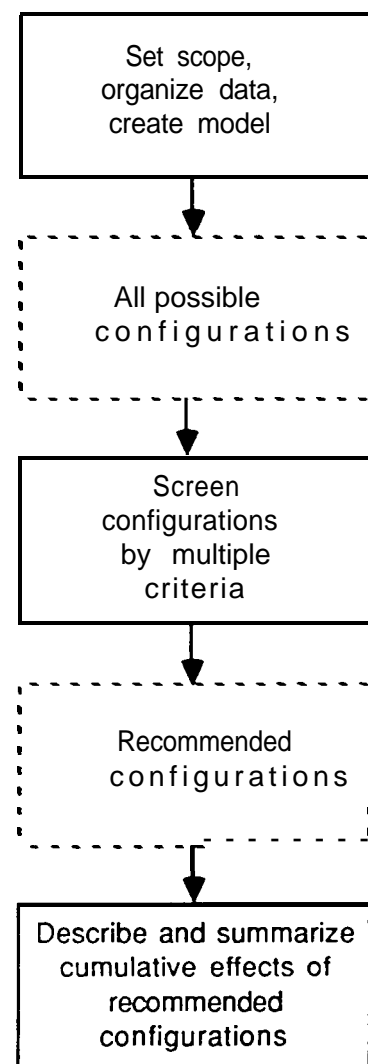 Set scope,
organize data,
create model
All possible
configurations
Screen
configurations
by multiple
criteria
Recommended
configurations
Describe and summarize
cumulative effects of
recommended
configurations